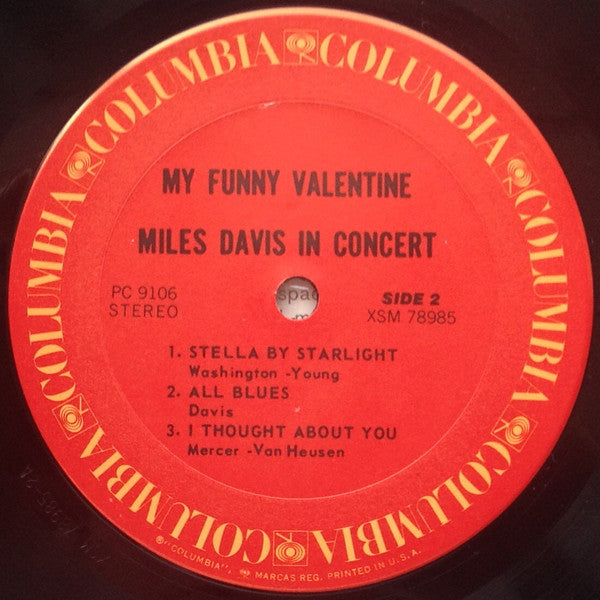 COLUMBIA COLUMBIA COLUMBIA COLUMBIA COLUMBIA COLUMBIA
MY FUNNY VALENTINE
MILES DAVIS IN CONCERT
PC 9106
STEREO
spac
SIDE 2
XSM 78985
1. STELLA BY STARLIGHT
Washington -Young
2. ALL BLUES
Davis
3. I THOUGHT ABOUT YOU
Mercer -Van Heusen
®"COLUMBIA", MARCAS REG. PRINTED IN U.S.A.